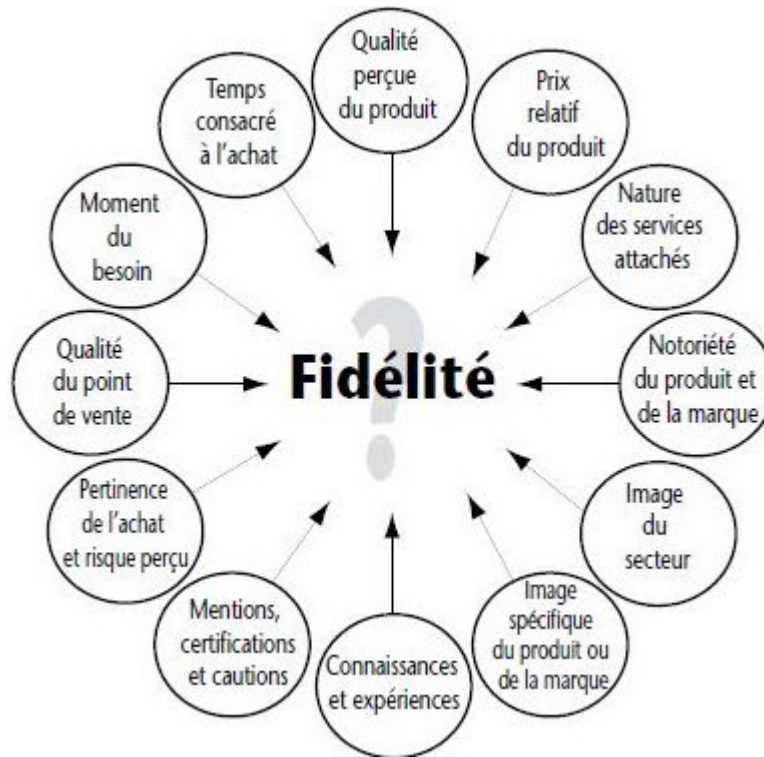 Qualité
perçue
du produit
Prix
relatif
du produit
Nature
des services
attachés
Notoriété
du produit et
de la marque
Image
du
secteur
Image
spécifique
du produit ou
de la marque
Connaissances
et expériences
Mentions,
certifications
et cautions
Pertinence
de l'achat
et risque perçu
Qualité
du point
de vente
Moment
du
besoin
Temps
consacré
à l'achat
?
Fidélité